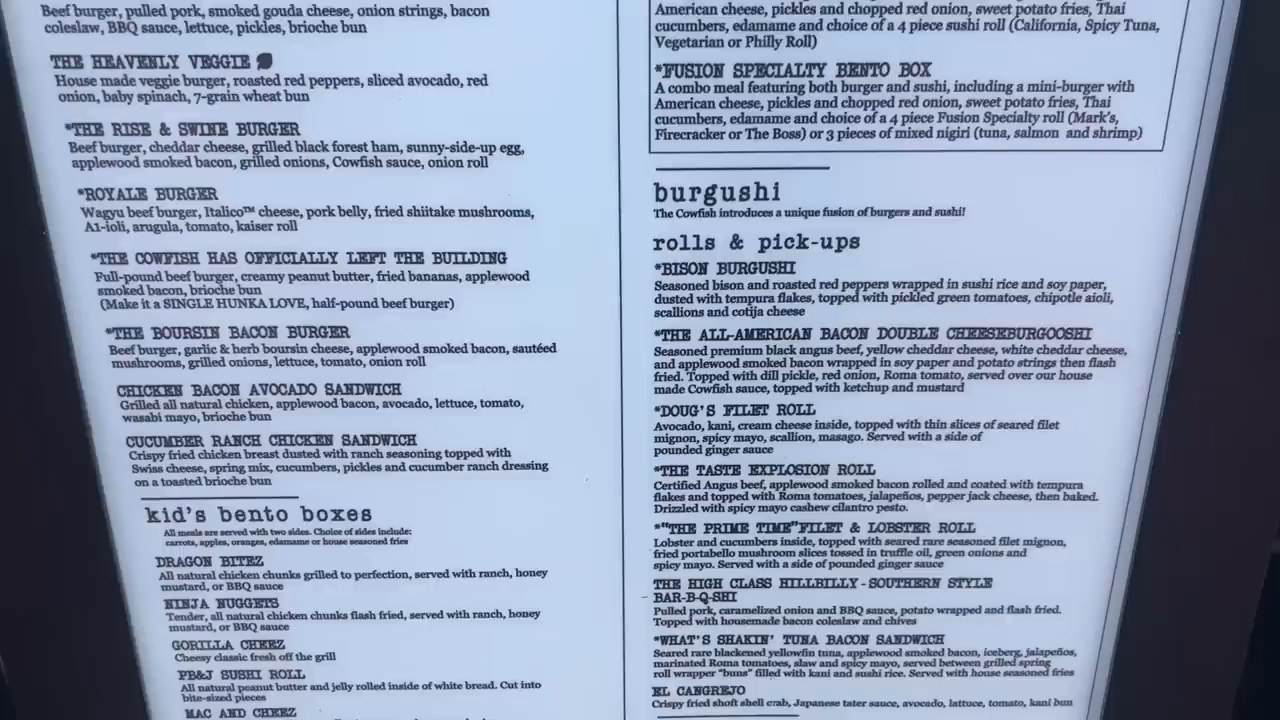 Beef burger, pulled pork, smoked gouda cheese, onion strings, bacon
coleslaw, BBQ sauce, lettuce, pickles, brioche bun
THE HEAVENLY VEGGIE
House made veggie burger, roasted red peppers, sliced avocado, red
onion, baby spinach, 7-grain wheat bun
*THE RISE & SWINE BURGER
Beef burger, cheddar cheese, grilled black forest ham, sunny-side-up egg,
applewood smoked bacon, grilled onions, Cowfish sauce, onion roll
*ROYALE BURGER
Wagyu beef burger, Italico™ cheese, pork belly, fried shiitake mushrooms,
A1-ioli, arugula, tomato, kaiser roll
*THE COWFISH HAS OFFICIALLY LEFT THE BUILDING
Full-pound beef burger, creamy peanut butter, fried bananas, applewood
smoked bacon, brioche bun
(Make it a SINGLE HUNKA LOVE, half-pound beef burger)
*THE BOURSIN BACON BURGER
Beef burger, garlic & herb boursin cheese, applewood smoked bacon, sautéed
mushrooms, grilled onions, lettuce, tomato, onion roll
CHICKEN BACON AVOCADO SANDWICH
Grilled all natural chicken, applewood bacon, avocado, lettuce, tomato,
wasabi mayo, brioche bun
CUCUMBER RANCH CHICKEN SANDWICH
Crispy fried chicken breast dusted with ranch seasoning topped with
Swiss cheese, spring mix, cucumbers, pickles and cucumber ranch dressing
on a toasted brioche bun
kid's bento boxes
All meals are served with two sides. Choice of sides include:
carrots, apples, oranges, edamame or house seasoned fries
DRAGON BITEZ
All natural chicken chunks grilled to perfection, served with ranch, honey
mustard, or BBQ sauce
NINJA NUGGETS
Tender, all natural chicken chunks flash fried, served with ranch, honey
mustard, or BBQ sauce
GORILLA CHEEZ
Cheesy classic fresh off the grill
PB&J SUSHI ROLL
All natural peanut butter and jelly rolled inside of white bread. Cut into
bite-sized pieces
MAC AND CHEEZ
American cheese, pickles and chopped red onion, sweet potato fries, Thai
cucumbers, edamame and choice of a 4 piece sushi roll (California, Spicy Tuna,
Vegetarian or Philly Roll)
*FUSION SPECIALTY BENTO BOX
A combo meal featuring both burger and sushi, including a mini-burger with
American cheese, pickles and chopped red onion, sweet potato fries, Thai
cucumbers, edamame and choice of a 4 piece Fusion Specialty roll (Mark's,
Firecracker or The Boss) or 3 pieces of mixed nigiri (tuna, salmon and shrimp)
burgushi
The Cowfish introduces a unique fusion of burgers and sushi!
rolls & pick-ups
*BISON BURGUSHI
Seasoned bison and roasted red peppers wrapped in sushi rice and soy paper,
dusted with tempura flakes, topped with pickled green tomatoes, chipotle aioli,
scallions and cotija cheese
*THE ALL-AMERICAN BACON DOUBLE CHEESEBURGOOSHI
Seasoned premium black angus beef, yellow cheddar cheese, white cheddar cheese,
and applewood smoked bacon wrapped in soy paper and potato strings then flash
fried. Topped with dill pickle, red onion, Roma tomato, served over our house
made Cowfish sauce, topped with ketchup and mustard
*DOUG'S FILET ROLL
Avocado, kani, cream cheese inside, topped with thin slices of seared filet
mignon, spicy mayo, scallion, masago. Served with a side of
pounded ginger sauce
*THE TASTE EXPLOSION ROLL
Certified Angus beef, applewood smoked bacon rolled and coated with tempura
flakes and topped with Roma tomatoes, jalapeños, pepper jack cheese, then baked.
Drizzled with spicy mayo cashew cilantro pesto.
*"THE PRIME TIME"FILET & LOBSTER ROLL
Lobster and cucumbers inside, topped with seared rare seasoned filet mignon,
fried portabello mushroom slices tossed in truffle oil, green onions and
spicy mayo. Served with a side of pounded ginger sauce
THE HIGH CLASS HILLBILLY-SOUTHERN STYLE
BAR-B-Q-SHI
Pulled pork, caramelized onion and BBQ sauce, potato wrapped and flash fried.
Topped with housemade bacon coleslaw and chives
*WHAT'S SHAKIN' TUNA BACON SANDWICH
Seared rare blackened yellowfin tuna, applewood smoked bacon, iceberg, jalapeños,
marinated Roma tomatoes, slaw and spicy mayo, served between grilled spring
roll wrapper "buns" filled with kani and sushi rice. Served with house seasoned fries
EL CANGREJO
Crispy fried shoft shell crab, Japanese tater sauce, avocado, lattuce, tomato, kani bun